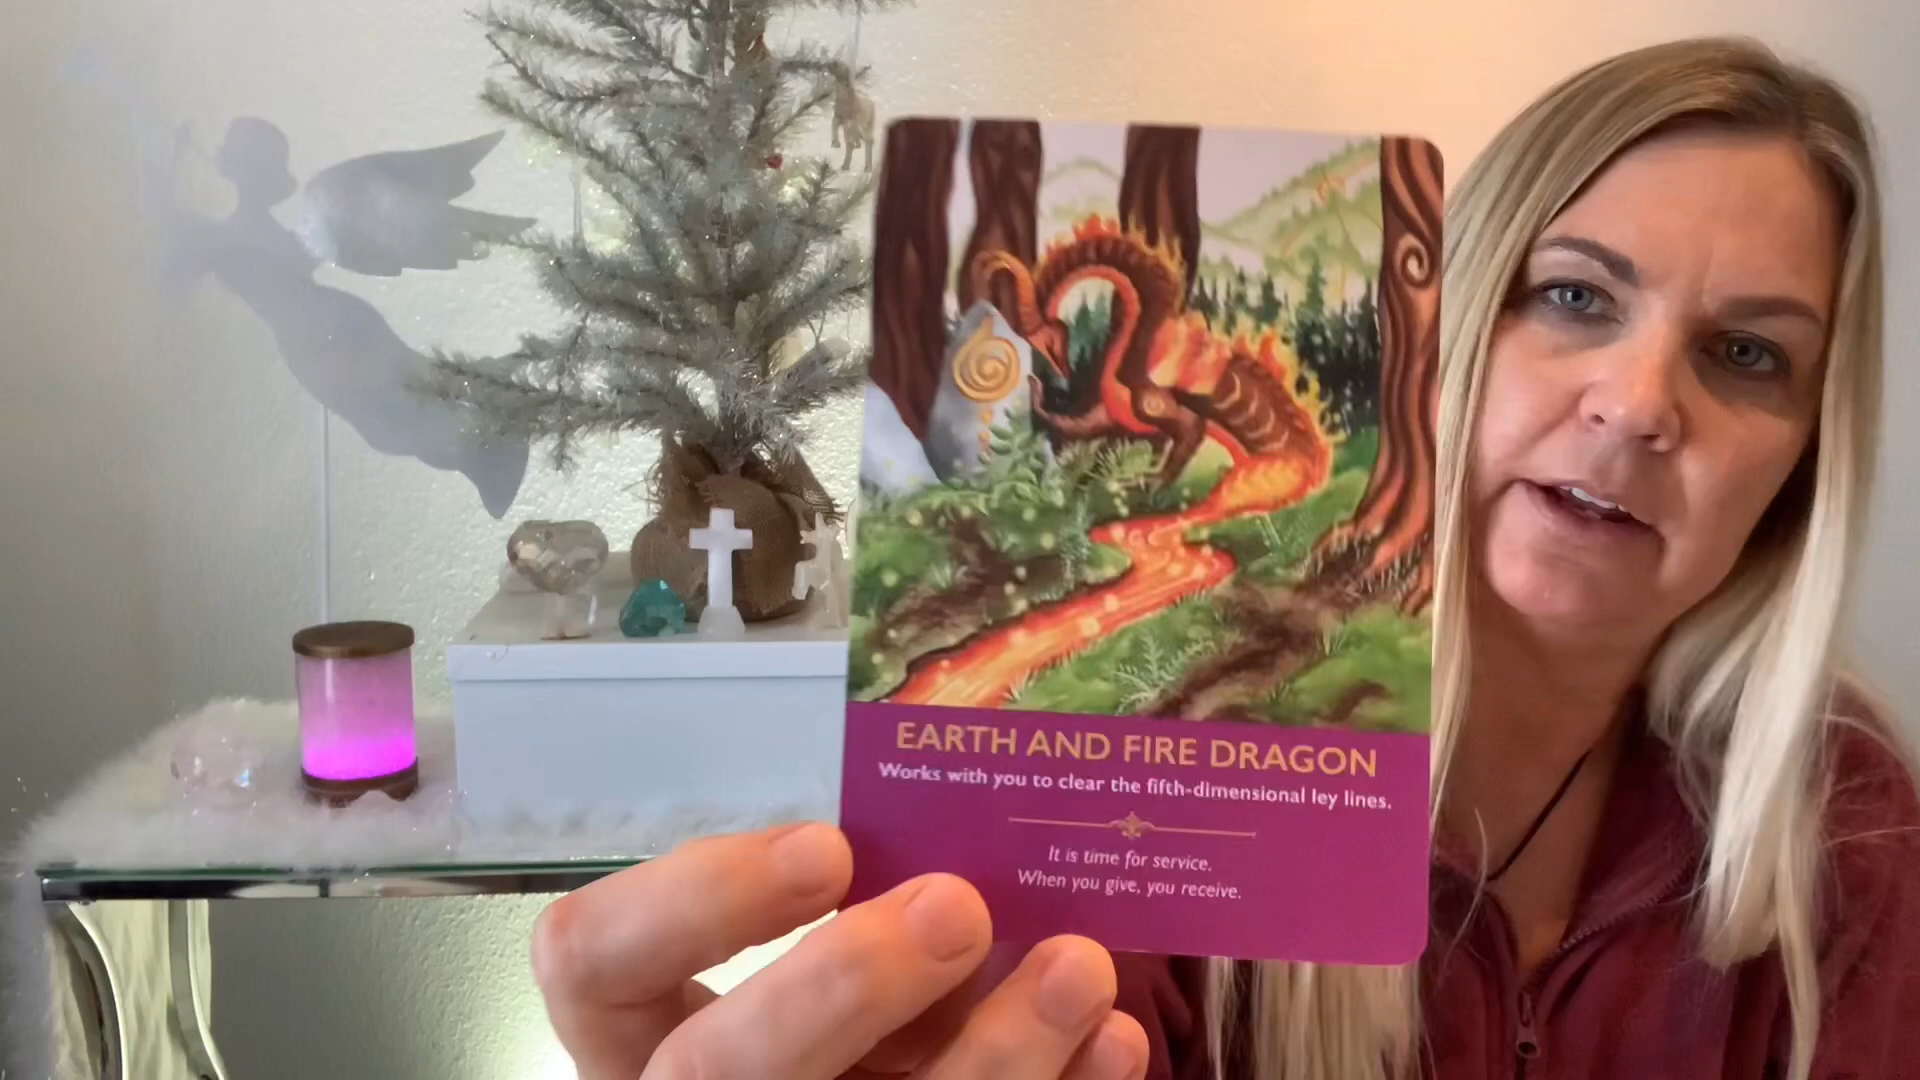 EARTH AND FIRE DRAGON
Works with you to clear the fifth-dimensional ley lines.
It is time for service.
When you give, you receive.